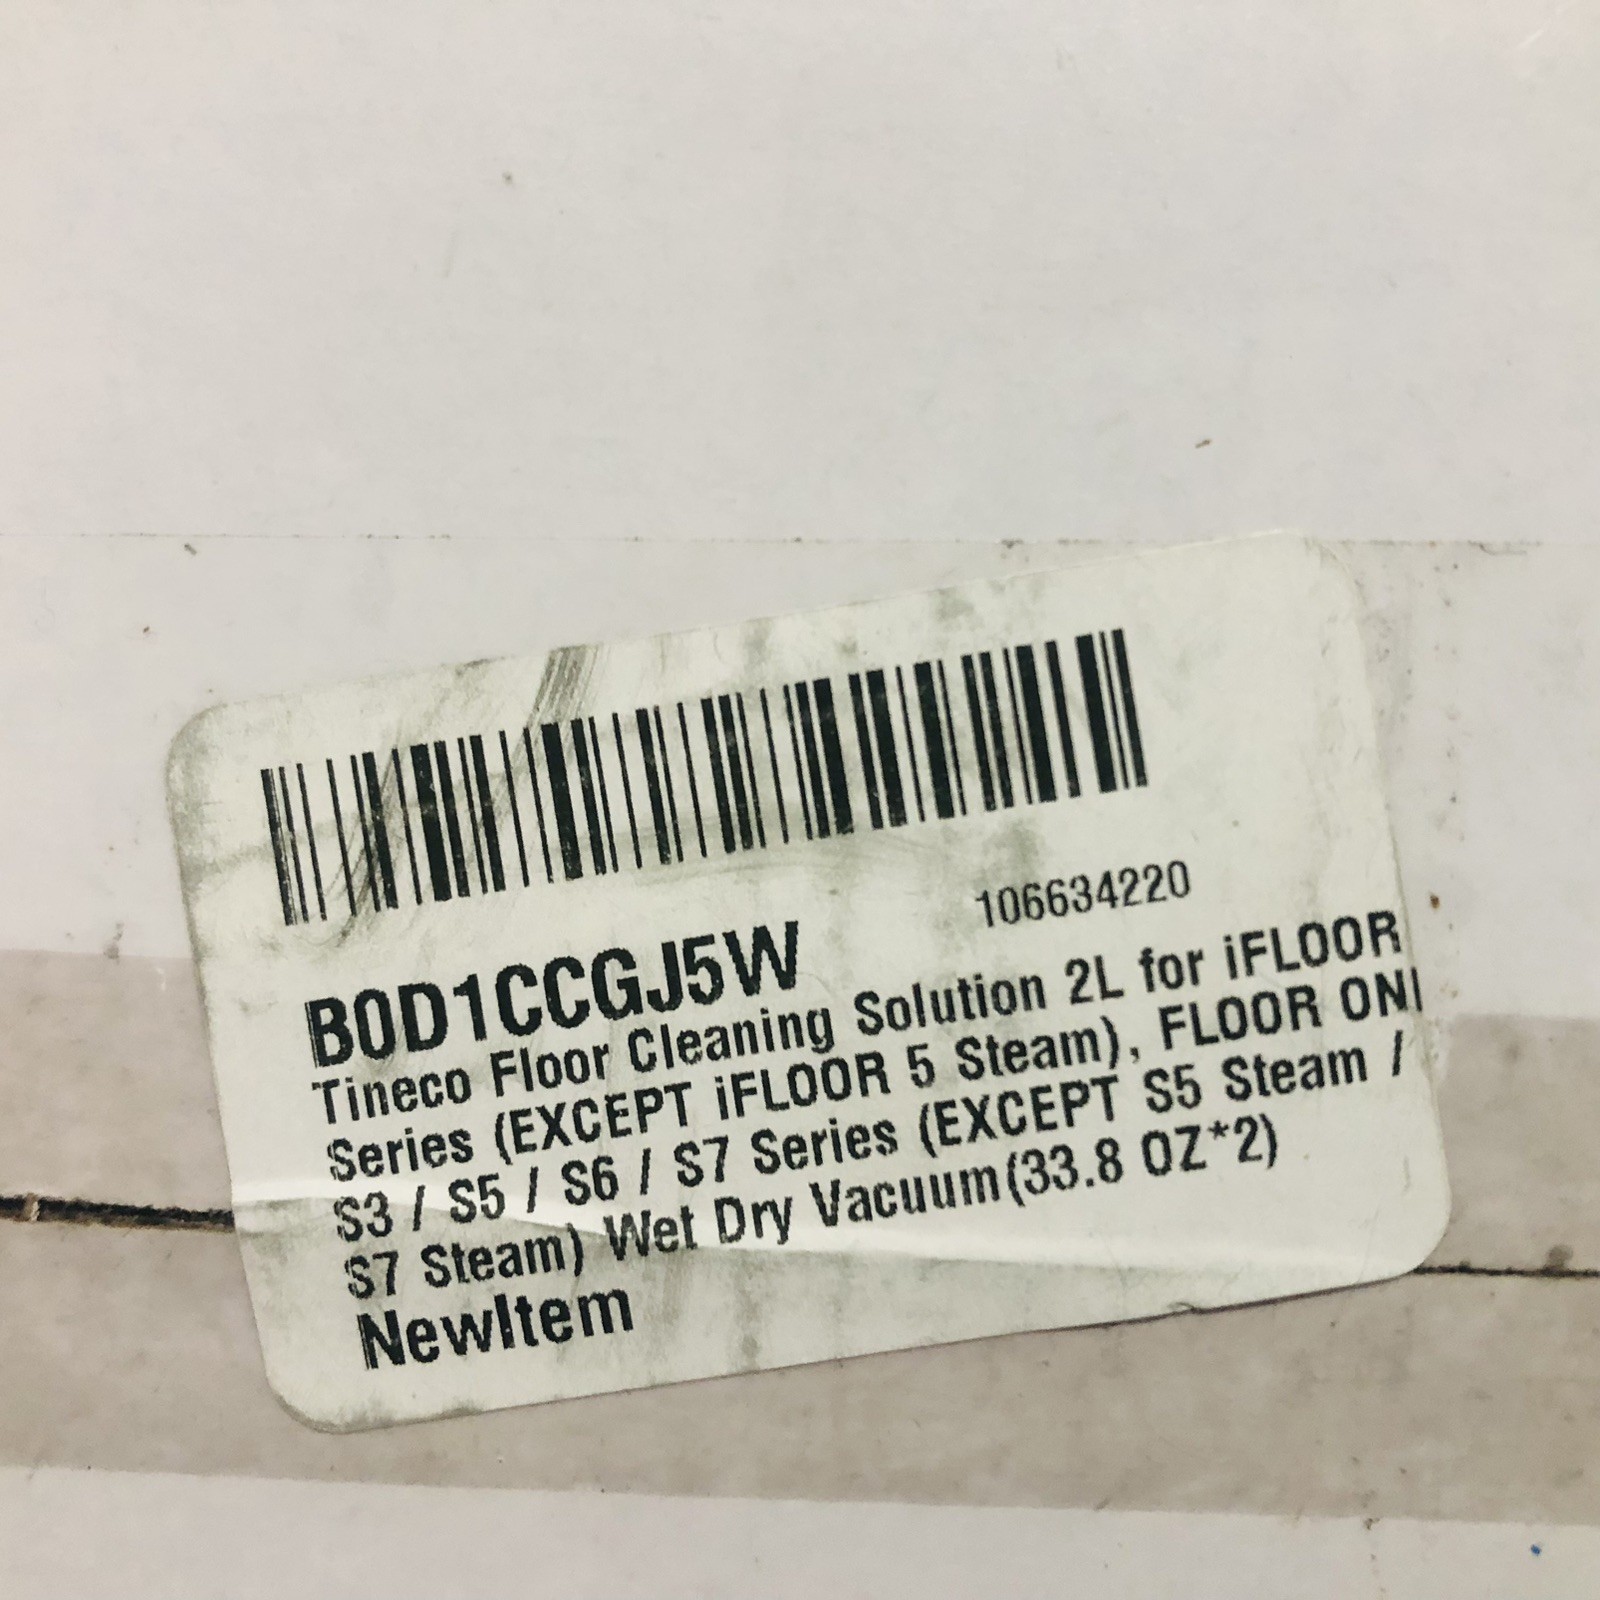 106634220
B0D1CCGJ5W
Tineco Floor Cleaning Solution 2L for iFLOOR
Series (EXCEPT iFLOOR 5 Steam), FLOOR ON
S3 / S5 / S6 / S7 Series (EXCEPT S5 Steam /
S7 Steam) Wet Dry Vacuum(33.8 OZ*2)
NewItem